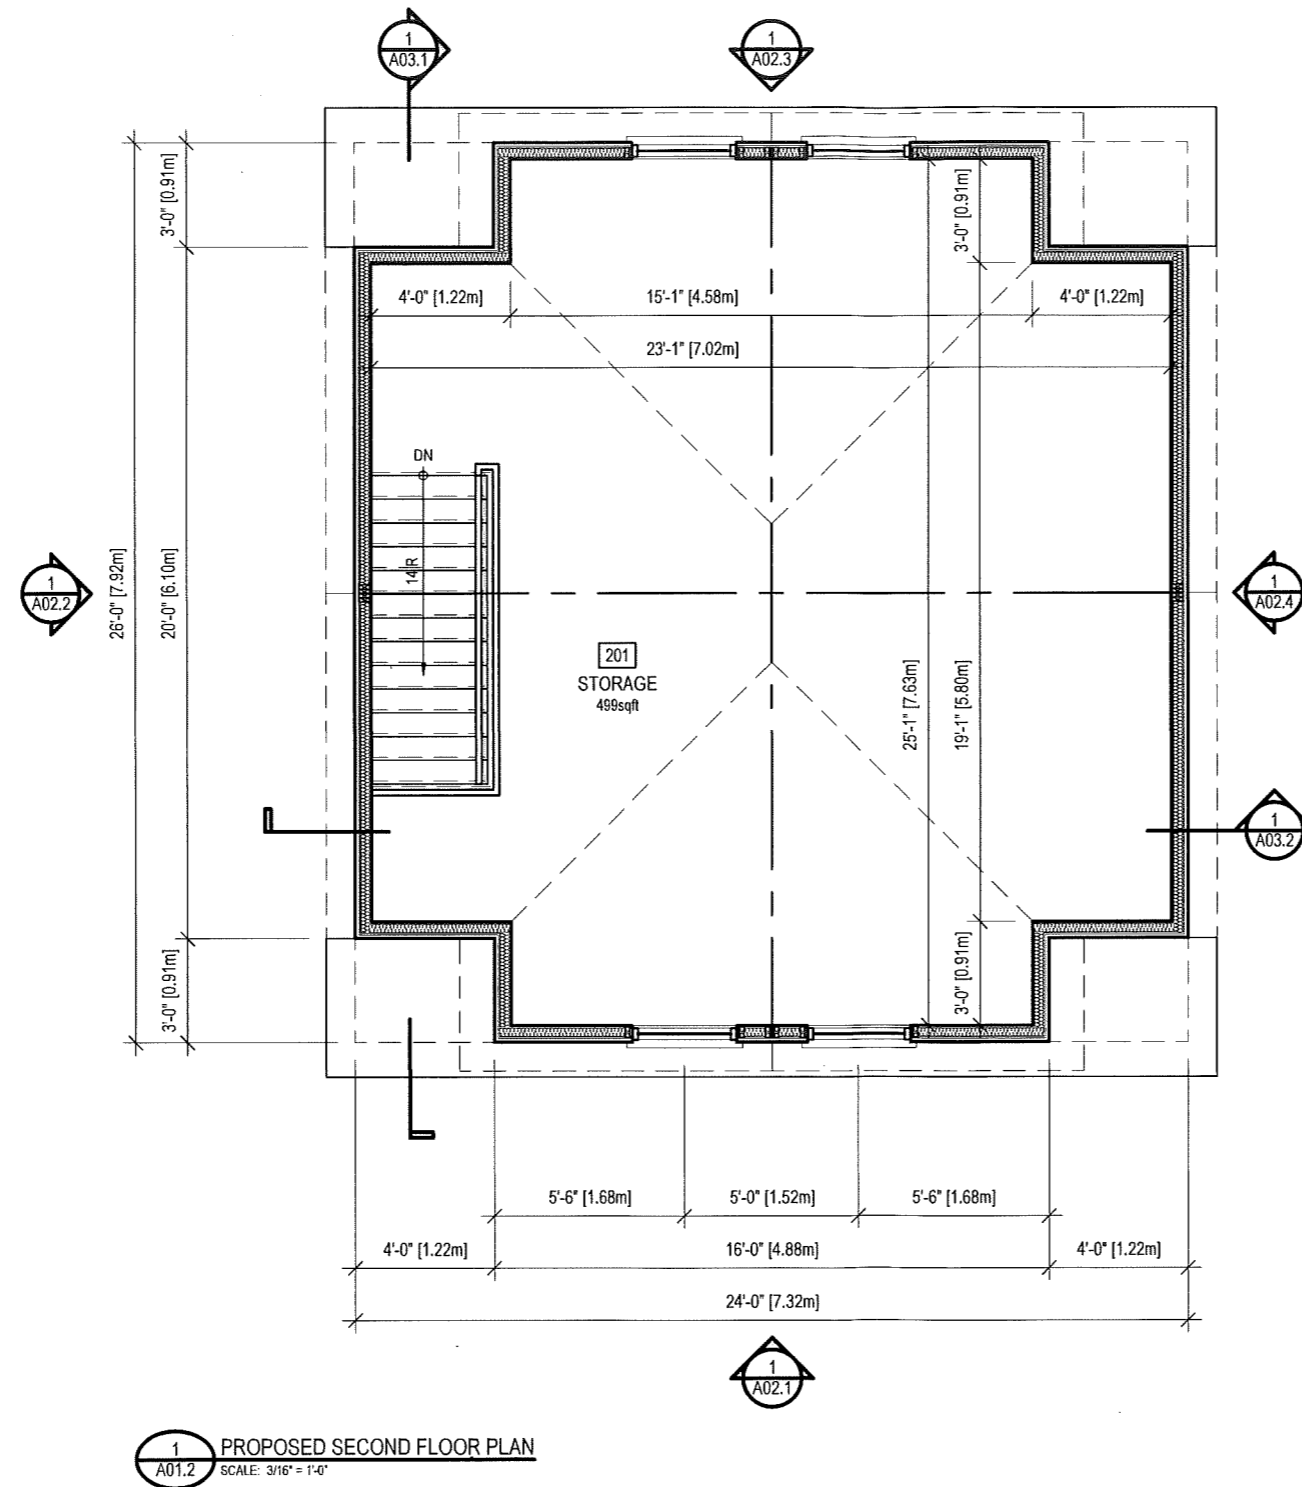 1
A03.1
1
A02.3
3'-0" [0.91m]
3'-0" [0.91m]
4'-0" [1.22m]
15'-1" [4.58m]
4'-0" [1.22m]
23'-1" [7.02m]
DN
14 R
1
A02.2
26'-0" [7.92m]
20'-0" [6.10m]
1
A02.4
201
STORAGE
499sqft
25'-1" [7.63m]
19'-1" [5.80m]
1
A03.2
3'-0" [0.91m]
3'-0" [0.91m]
5'-6" [1.68m]
5'-0" [1.52m]
5'-6" [1.68m]
4'-0" [1.22m]
16'-0" [4.88m]
4'-0" [1.22m]
24'-0" [7.32m]
1
A02.1
1
A01.2
PROPOSED SECOND FLOOR PLAN
SCALE: 3/16" = 1'-0"